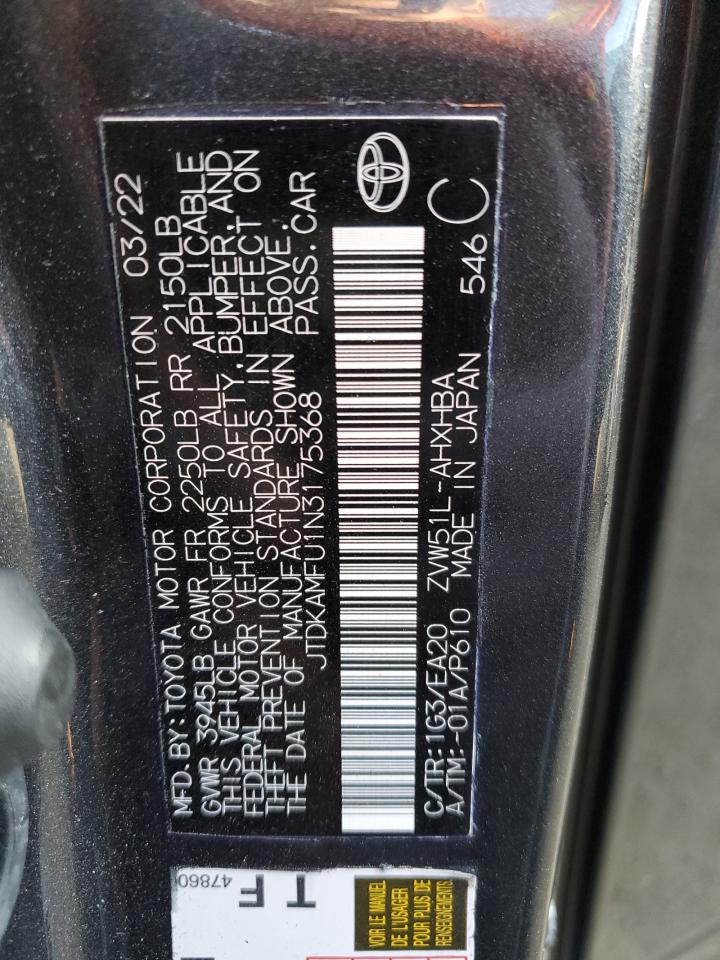 MFD. BY: TOYOTA MOTOR CORPORATION 03/22
GVWR 3945LB GAWR FR 2250LB RR 2150LB
THIS VEHICLE CONFORMS TO ALL APPLICABLE
FEDERAL MOTOR VEHICLE SAFETY, BUMPER, AND
THEFT PREVENTION STANDARDS IN EFFECT ON
THE DATE OF MANUFACTURE SHOWN ABOVE.
JTDKAMFU1N3175368 PASS. CAR
C/TR: 1G3/EA20 ZVW51L -AHXHBA
A/TM: -01A/P610 MADE IN JAPAN 546 C
47860
T F
VOIR LE MANUEL
DE L'USAGER
POUR PLUS DE
RENSEIGNEMENTS